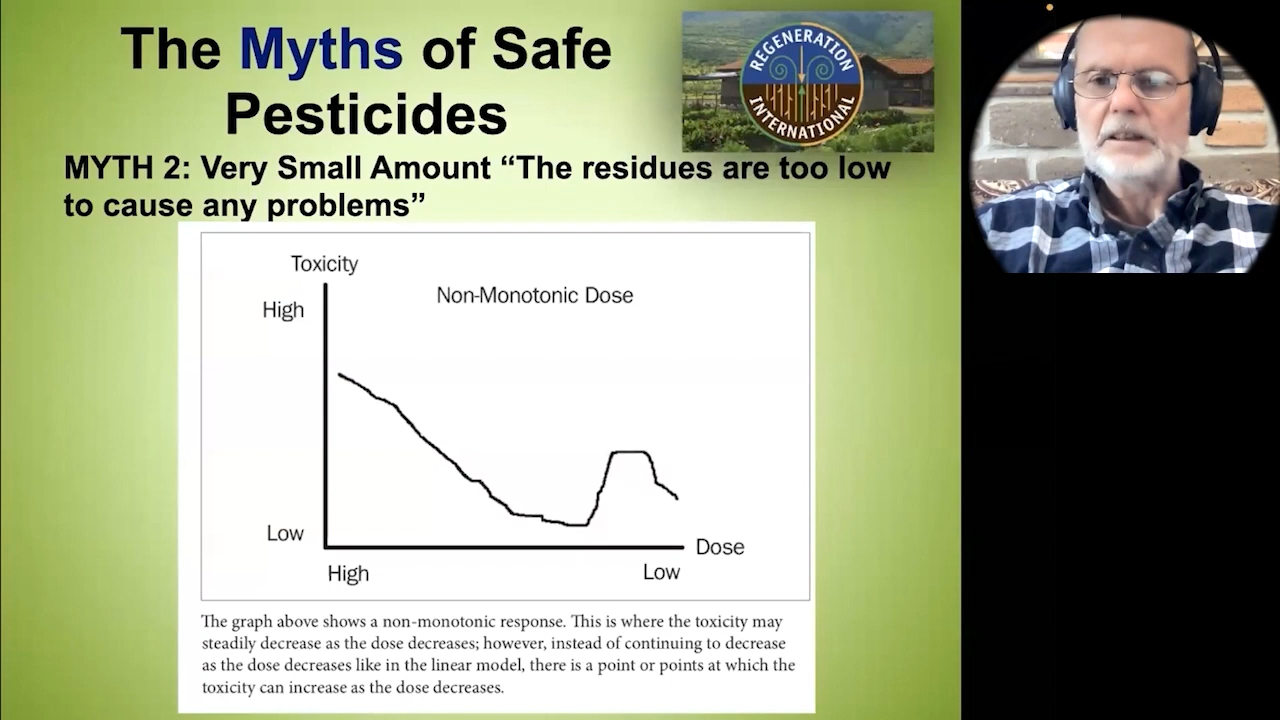 The Myths of Safe
Pesticides
REGENERATION
INTERNATIONAL
MYTH 2: Very Small Amount “The residues are too low
to cause any problems”
Toxicity
Non-Monotonic Dose
High
Low
Dose
High
Low
The graph above shows a non-monotonic response. This is where the toxicity may
steadily decrease as the dose decreases; however, instead of continuing to decrease
as the dose decreases like in the linear model, there is a point or points at which the
toxicity can increase as the dose decreases.